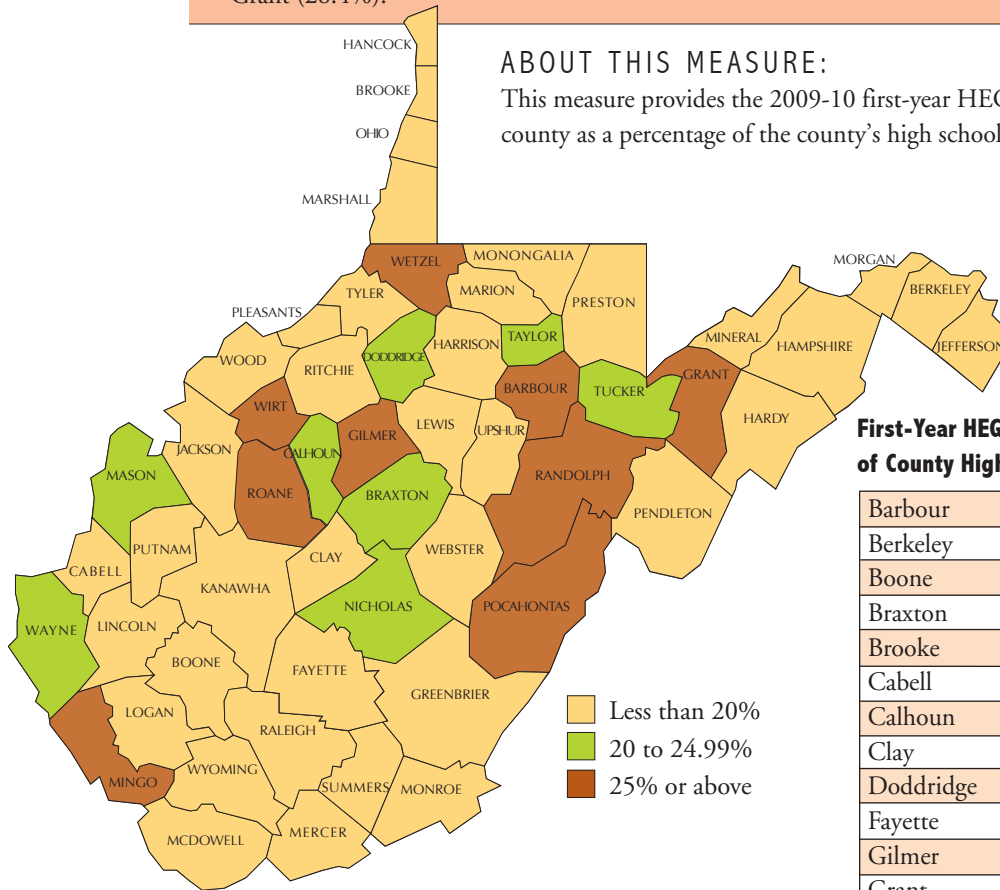 Grant (28.4%).
ABOUT THIS MEASURE:
This measure provides the 2009-10 first-year HEG
county as a percentage of the county's high school
HANCOCK
BROOKE
OHIO
MARSHALL
WETZEL
MONONGALIA
MORGAN
TYLER
MARION
BERKELEY
PRESTON
PLEASANTS
DODDRIDGE
HARRISON
TAYLOR
MINERAL
HAMPSHIRE
JEFFERSON
WOOD
RITCHIE
BARBOUR
TUCKER
GRANT
WIRT
HARDY
GILMER
LEWIS
UPSHUR
JACKSON
CALHOUN
MASON
ROANE
BRAXTON
RANDOLPH
PENDLETON
PUTNAM
CLAY
WEBSTER
CABELL
KANAWHA
NICHOLAS
POCAHONTAS
WAYNE
LINCOLN
BOONE
FAYETTE
GREENBRIER
LOGAN
RALEIGH
WYOMING
MINGO
SUMMERS
MONROE
MCDOWELL
MERCER
Less than 20%
20 to 24.99%
25% or above
First-Year HEG
of County High
Barbour
Berkeley
Boone
Braxton
Brooke
Cabell
Calhoun
Clay
Doddridge
Fayette
Gilmer
Grant